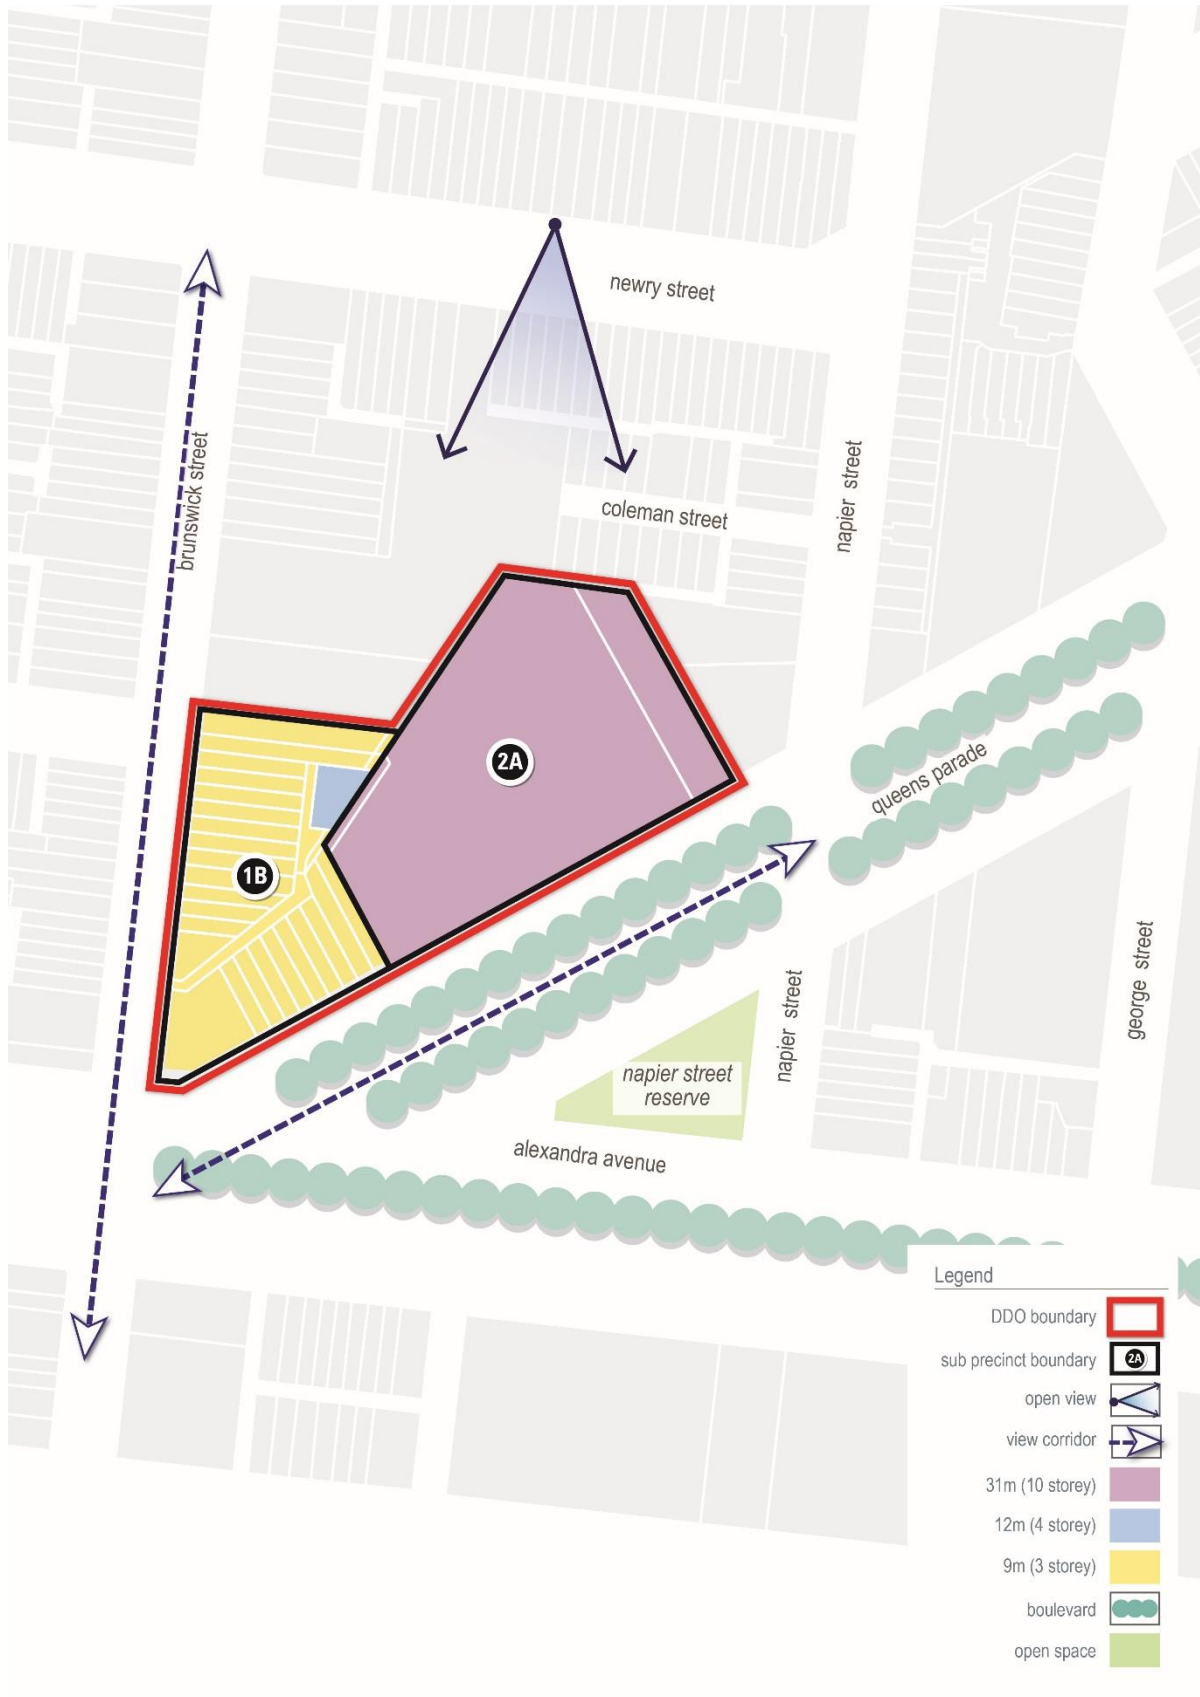 newry street
brunswick street
coleman street
napier street
2A
queens parade
1B
george street
napier street
napier street
reserve
alexandra avenue
Legend
DDO boundary
sub precinct boundary
2A
open view
view corridor
31m (10 storey)
12m (4 storey)
9m (3 storey)
boulevard
open space